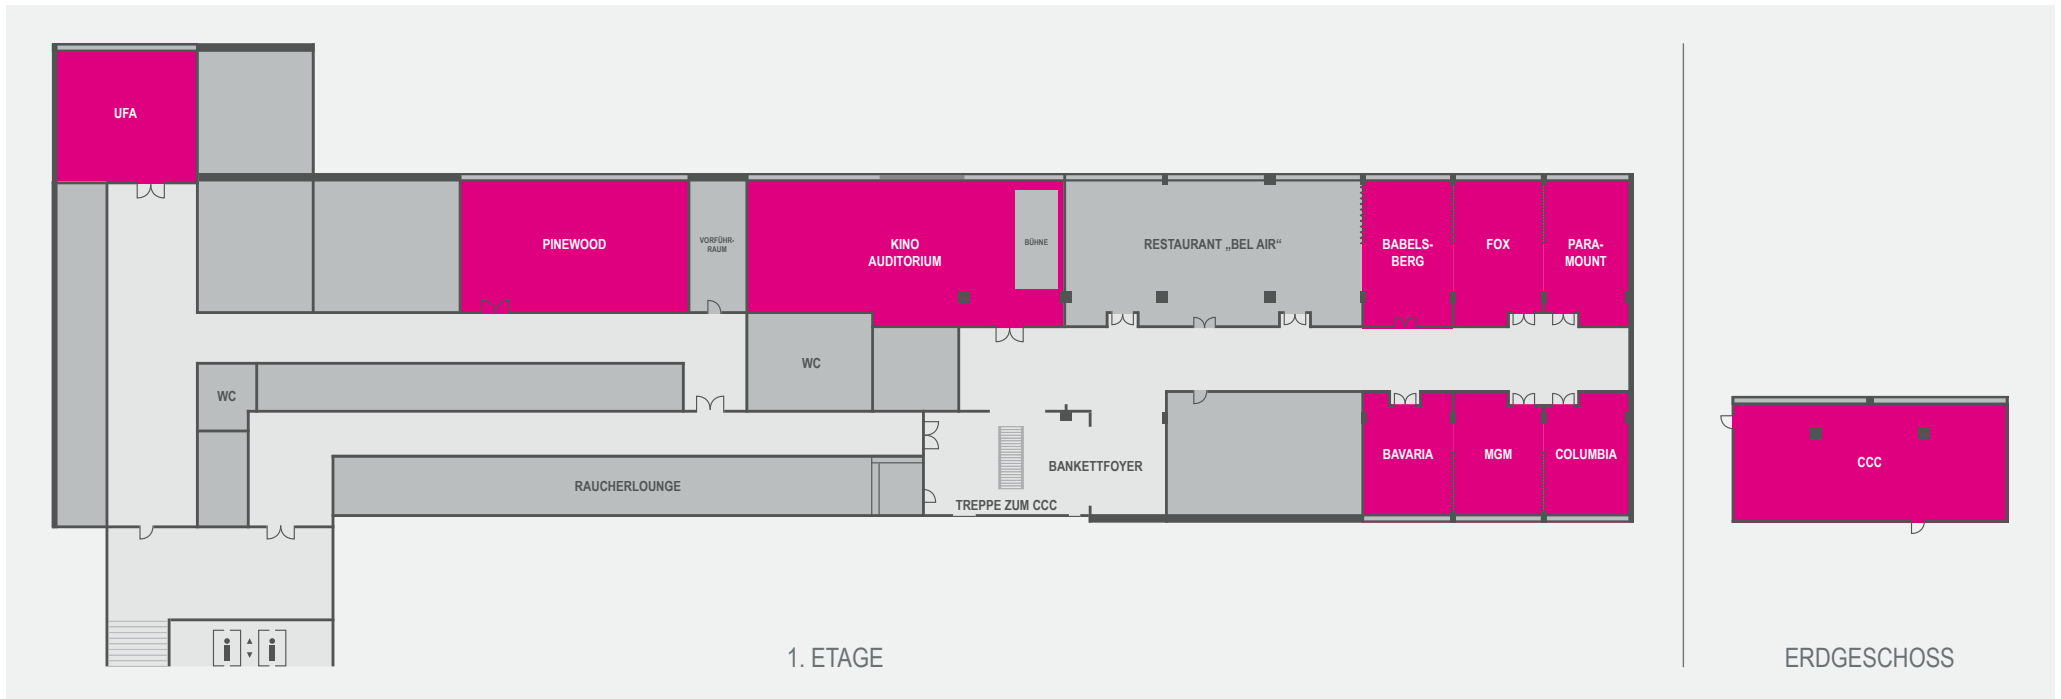 UFA
PINEWOOD
VORFÜHR-
RAUM
KINO
AUDITORIUM
BÜHNE
RESTAURANT „BEL AIR“
BABELS-
BERG
FOX
PARA-
MOUNT
WC
WC
RAUCHERLOUNGE
BANKETTFOYER
TREPPE ZUM CCC
BAVARIA
MGM
COLUMBIA
CCC
1. ETAGE
ERDGESCHOSS